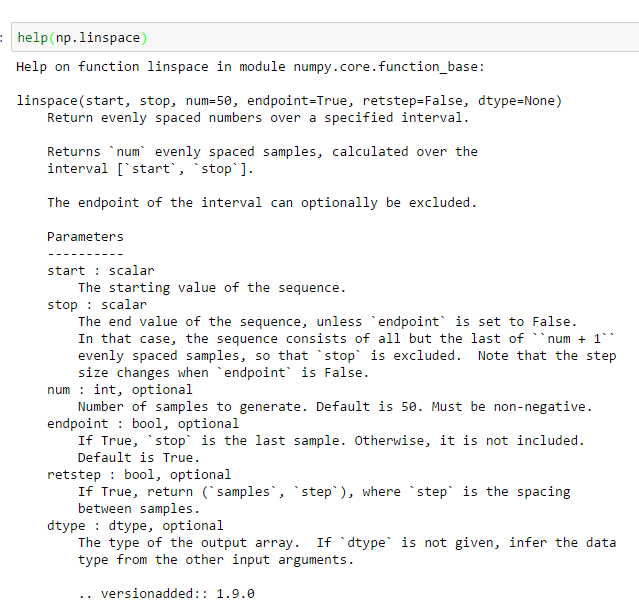 : help(np.linspace)
Help on function linspace in module numpy.core.function_base:
linspace(start, stop, num=50, endpoint=True, retstep=False, dtype=None)
Return evenly spaced numbers over a specified interval.
Returns `num` evenly spaced samples, calculated over the
interval [`start`, `stop`].
The endpoint of the interval can optionally be excluded.
Parameters
----------
start : scalar
The starting value of the sequence.
stop : scalar
The end value of the sequence, unless `endpoint` is set to False.
In that case, the sequence consists of all but the last of ``num + 1``
evenly spaced samples, so that `stop` is excluded.  Note that the step
size changes when `endpoint` is False.
num : int, optional
Number of samples to generate. Default is 50. Must be non-negative.
endpoint : bool, optional
If True, `stop` is the last sample. Otherwise, it is not included.
Default is True.
retstep : bool, optional
If True, return (`samples`, `step`), where `step` is the spacing
between samples.
dtype : dtype, optional
The type of the output array.  If `dtype` is not given, infer the data
type from the other input arguments.
.. versionadded:: 1.9.0